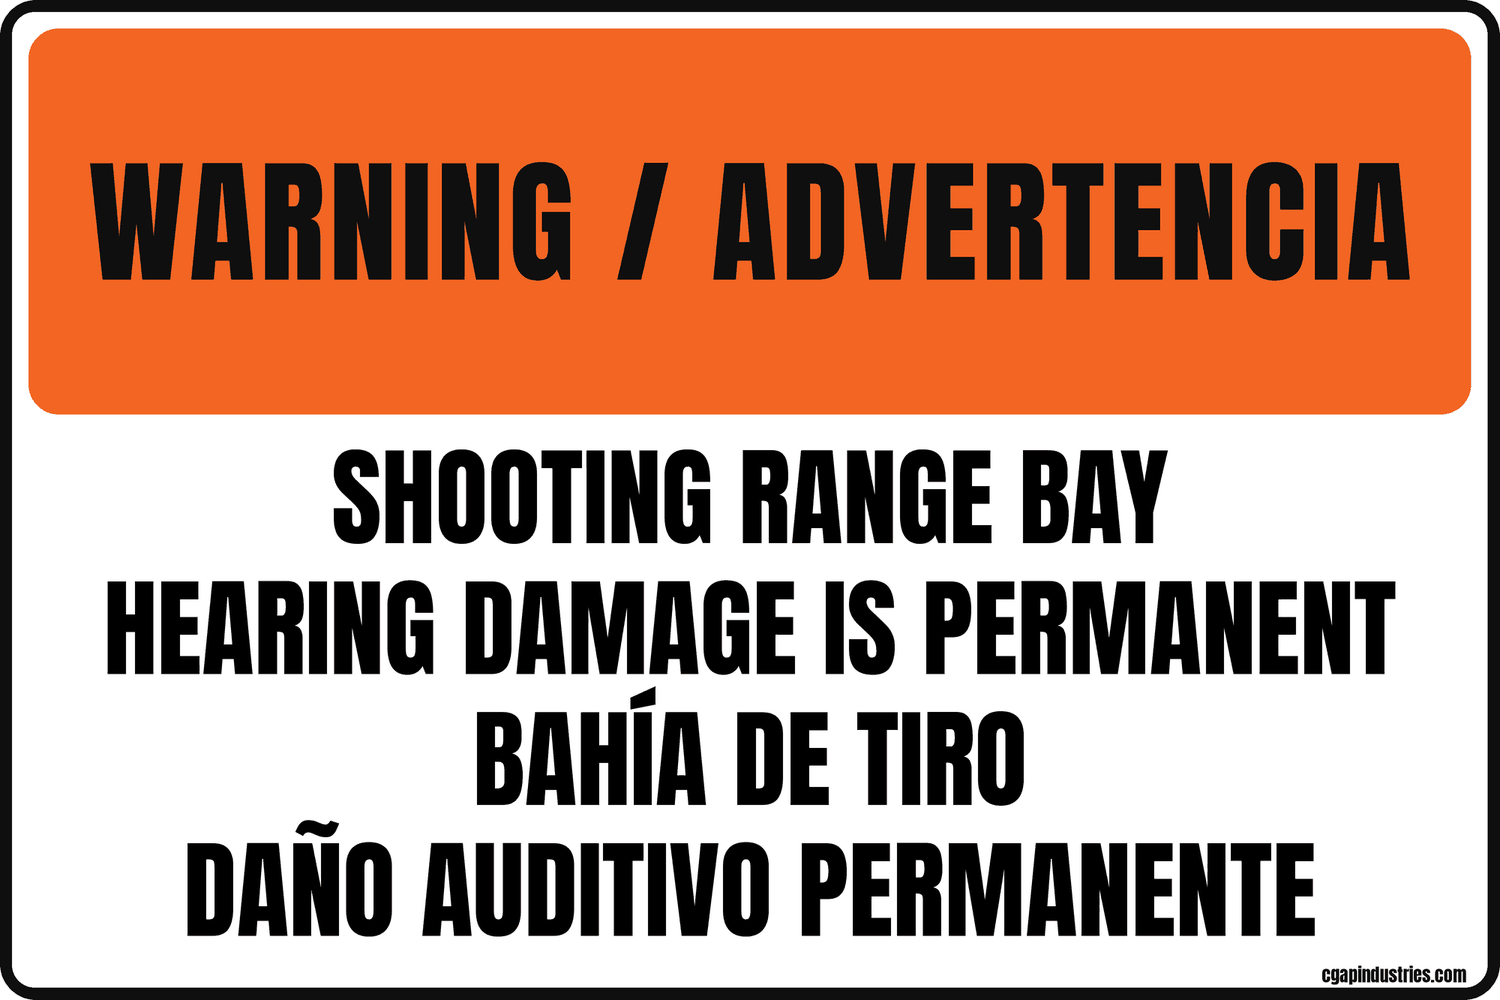 WARNING / ADVERTENCIA
SHOOTING RANGE BAY
HEARING DAMAGE IS PERMANENT
BAHÍA DE TIRO
DAÑO AUDITIVO PERMANENTE
cgapindustries.com